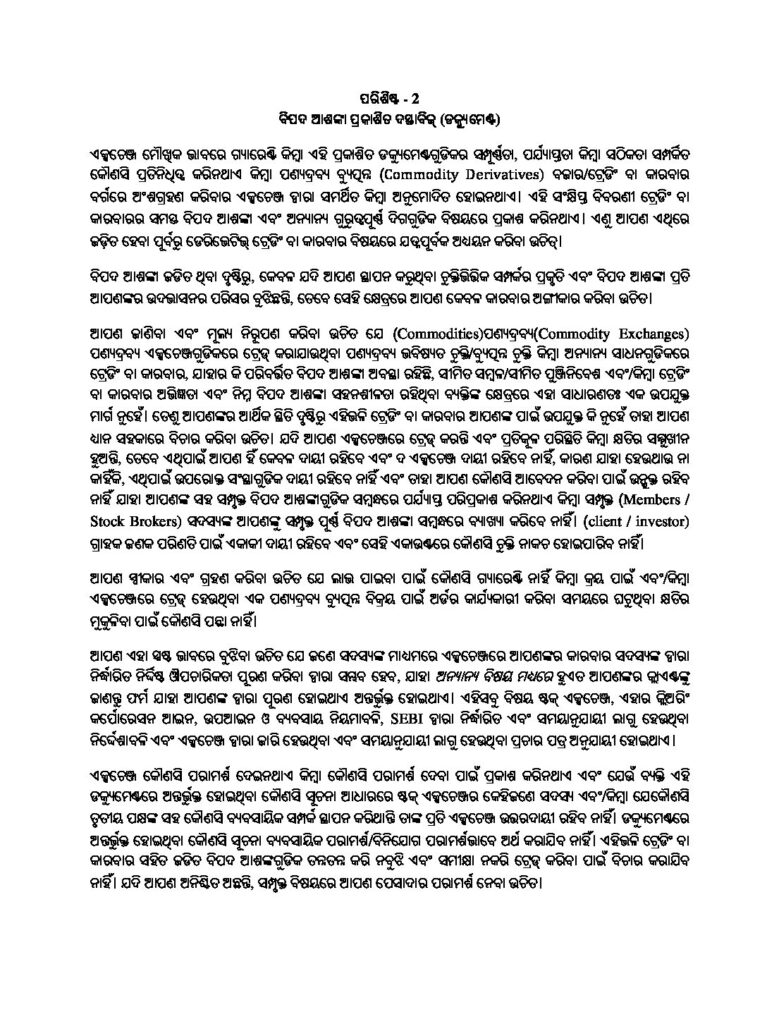 ପରିଶିଷ୍ଟ - 2
ବିପଦ ଆଶଙ୍କା ପ୍ରକାଶିତ ଦସ୍ତାବିଜ୍ (ଡକ୍ୟୁମେଣ୍ଟ)
ଏକ୍ସଚେଞ୍ଜ ମୌଖିକ ଭାବରେ ଗ୍ୟାରେଣ୍ଟି କିମ୍ବା ଏହି ପ୍ରକାଶିତ ଡକ୍ୟୁମେଣ୍ଟଗୁଡିକର ସମ୍ପୂର୍ଣ୍ଣତା, ପର୍ଯ୍ୟାପ୍ତତା କିମ୍ବା ସଠିକତା ସମ୍ପର୍କିତ
କୌଣସି ପ୍ରତିନିଧିତ୍ୱ କରିନଥାଏ କିମ୍ବା ପଣ୍ୟଦ୍ରବ୍ୟ ବ୍ୟୁତ୍ପନ୍ନ (Commodity Derivatives) ବଜାର/ଟ୍ରେଡିଂ ବା କାରବାର
ବର୍ଗରେ ଅଂଶଗ୍ରହଣ କରିବାର ଏକ୍ସଚେଞ୍ଜ ଦ୍ୱାରା ସମର୍ଥିତ କିମ୍ବା ଅନୁମୋଦିତ ହୋଇନଥାଏ। ଏହି ସଂକ୍ଷିପ୍ତ ବିବରଣୀ ଟ୍ରେଡିଂ ବା
କାରବାରର ସମସ୍ତ ବିପଦ ଆଶଙ୍କା ଏବଂ ଅନ୍ୟାନ୍ୟ ଗୁରୁତ୍ୱପୂର୍ଣ୍ଣ ଦିଗଗୁଡିକ ବିଷୟରେ ପ୍ରକାଶ କରିନଥାଏ। ଏଣୁ ଆପଣ ଏଥିରେ
ଜଡ଼ିତ ହେବା ପୂର୍ବରୁ ଡେରିଭେଟିଭ୍ ଟ୍ରେଡିଂ ବା କାରବାର ବିଷୟରେ ଯତ୍ନପୂର୍ବକ ଅଧ୍ୟୟନ କରିବା ଉଚିତ୍।
ବିପଦ ଆଶଙ୍କା ଜଡିତ ଥିବା ଦୃଷ୍ଟିରୁ, କେବଳ ଯଦି ଆପଣ ସ୍ଥାପନ କରୁଥିବା ଚୁକ୍ତିଭିତ୍ତିକ ସମ୍ପର୍କର ପ୍ରକୃତି ଏବଂ ବିପଦ ଆଶଙ୍କା ପ୍ରତି
ଆପଣଙ୍କର ଉଦଭାସନର ପରିସର ବୁଝିଛନ୍ତି, ତେବେ ସେହି କ୍ଷେତ୍ରରେ ଆପଣ କେବଳ କାରବାର ଅଙ୍ଗୀକାର କରିବା ଉଚିତ।
ଆପଣ ଜାଣିବା ଏବଂ ମୂଲ୍ୟ ନିରୂପଣ କରିବା ଉଚିତ ଯେ (Commodities)ପଣ୍ୟଦ୍ରବ୍ୟ(Commodity Exchanges)
ପଣ୍ୟଦ୍ରବ୍ୟ ଏକ୍ସଚେଞ୍ଜଗୁଡିକରେ ଟ୍ରେଡ୍ କରାଯାଉଥିବା ପଣ୍ୟଦ୍ରବ୍ୟ ଭବିଷ୍ୟତ ଚୁକ୍ତି/ବ୍ୟୁତ୍ପନ୍ନ ଚୁକ୍ତି କିମ୍ବା ଅନ୍ୟାନ୍ୟ ସାଧନଗୁଡିକରେ
ଟ୍ରେଡିଂ ବା କାରବାର, ଯାହାର କି ପରିବର୍ତ୍ତିତ ବିପଦ ଆଶଙ୍କା ଅବସ୍ଥା ରହିଛି, ସୀମିତ ସମ୍ବଳ/ସୀମିତ ପୁଞ୍ଜିନିବେଶ ଏବଂ/କିମ୍ବା ଟ୍ରେଡିଂ
ବା କାରବାର ଅଭିଜ୍ଞତା ଏବଂ ନିମ୍ନ ବିପଦ ଆଶଙ୍କା ସହନଶୀଳତା ରହିଥିବା ବ୍ୟକ୍ତିଙ୍କ କ୍ଷେତ୍ରରେ ଏହା ସାଧାରଣତଃ ଏକ ଉପଯୁକ୍ତ
ମାର୍ଗ ନୁହେଁ। ତେଣୁ ଆପଣଙ୍କର ଆର୍ଥିକ ସ୍ଥିତି ଦୃଷ୍ଟିରୁ ଏହିଭଳି ଟ୍ରେଡିଂ ବା କାରବାର ଆପଣଙ୍କ ପାଇଁ ଉପଯୁକ୍ତ କି ନୁହେଁ ତାହା ଆପଣ
ଧ୍ୟାନ ସହକାରେ ବିଚାର କରିବା ଉଚିତ। ଯଦି ଆପଣ ଏକ୍ସଚେଞ୍ଜରେ ଟ୍ରେଡ୍ କରନ୍ତି ଏବଂ ପ୍ରତିକୂଳ ପରିସ୍ଥିତି କିମ୍ବା କ୍ଷତିର ସମ୍ମୁଖୀନ
ହୁଅନ୍ତି, ତେବେ ଏଥିପାଇଁ ଆପଣ ହିଁ କେବଳ ଦାୟୀ ରହିବେ ଏବଂ ଦ ଏକ୍ସଚେଞ୍ଜ ଦାୟୀ ରହିବେ ନାହିଁ, କାରଣ ଯାହା ହେଉଥାଉ ନା
କାହିଁକି, ଏଥିପାଇଁ ଉପରୋକ୍ତ ସଂସ୍ଥାଗୁଡିକ ଦାୟୀ ରହିବେ ନାହିଁ ଏବଂ ତାହା ଆପଣ କୌଣସି ଆବେଦନ କରିବା ପାଇଁ ଉନ୍ମୁକ୍ତ ରହିବ
ନାହିଁ ଯାହା ଆପଣଙ୍କ ସହ ସମ୍ପୃକ୍ତ ବିପଦ ଆଶଙ୍କାଗୁଡିକ ସମ୍ବନ୍ଧରେ ପର୍ଯ୍ୟାପ୍ତ ପରିପ୍ରକାଶ କରିନଥାଏ କିମ୍ବା ସମ୍ପୃକ୍ତ (Members /
Stock Brokers) ସଦସ୍ୟଙ୍କ ଆପଣଙ୍କୁ ସମ୍ପୃକ୍ତ ପୂର୍ଣ୍ଣ ବିପଦ ଆଶଙ୍କା ସମ୍ବନ୍ଧରେ ବ୍ୟାଖ୍ୟା କରିବେ ନାହିଁ। (client / investor)
ଗ୍ରାହକ ଜଣକ ପରିଣତି ପାଇଁ ଏକାକୀ ଦାୟୀ ରହିବେ ଏବଂ ସେହି ଏକାଉଣ୍ଟରେ କୌଣସି ଚୁକ୍ତି ନାକଚ ହୋଇପାରିବ ନାହିଁ।
ଆପଣ ସ୍ୱୀକାର ଏବଂ ଗ୍ରହଣ କରିବା ଉଚିତ ଯେ ଲାଭ ପାଇବା ପାଇଁ କୌଣସି ଗ୍ୟାରେଣ୍ଟି ନାହିଁ କିମ୍ବା କ୍ରୟ ପାଇଁ ଏବଂ/କିମ୍ବା
ଏକ୍ସଚେଞ୍ଜରେ ଟ୍ରେଡ୍ ହେଉଥିବା ଏକ ପଣ୍ୟଦ୍ରବ୍ୟ ବ୍ୟୁତ୍ପନ୍ନ ବିକ୍ରୟ ପାଇଁ ଅର୍ଡର କାର୍ଯ୍ୟକାରୀ କରିବା ସମୟରେ ଘଟୁଥିବା କ୍ଷତିର
ମୁକୁଳିବା ପାଇଁ କୌଣସି ପନ୍ଥା ନାହିଁ।
ଆପଣ ଏହା ସ୍ପଷ୍ଟ ଭାବରେ ବୁଝିବା ଉଚିତ ଯେ ଜଣେ ସଦସ୍ୟଙ୍କ ମାଧ୍ୟମରେ ଏକ୍ସଚେଞ୍ଜରେ ଆପଣଙ୍କର କାରବାର ସଦସ୍ୟଙ୍କ ଦ୍ୱାରା
ନିର୍ଦ୍ଧାରିତ ନିର୍ଦ୍ଦିଷ୍ଟ ଔପଚାରିକତା ପୂରଣ କରିବା ଦ୍ୱାରା ସମ୍ଭବ ହେବ, ଯାହା ଅନ୍ୟାନ୍ୟ ବିଷୟ ମଧ୍ୟରେ ହୁଏତ ଆପଣଙ୍କର କ୍ଲାଏଣ୍ଟଙ୍କୁ
ଜାଣନ୍ତୁ ଫର୍ମ ଯାହା ଆପଣଙ୍କ ଦ୍ୱାରା ପୂରଣ ହୋଇଥାଏ ଅନ୍ତର୍ଭୁକ୍ତ ହୋଇଥାଏ। ଏହିସବୁ ବିଷୟ ଷ୍ଟକ୍ ଏକ୍ସଚେଞ୍ଜ, ଏହାର କ୍ଲିଅରିଂ
କର୍ପୋରେସନ ଆଇନ, ଉପଆଇନ ଓ ବ୍ୟବସାୟ ନିୟମାବଳି, SEBI ଦ୍ୱାରା ନିର୍ଦ୍ଧାରିତ ଏବଂ ସମୟାନୁଯାୟୀ ଲାଗୁ ହେଉଥିବା
ନିର୍ଦ୍ଦେଶାବଳି ଏବଂ ଏକ୍ସଚେଞ୍ଜ ଦ୍ୱାରା ଜାରି ହେଉଥିବା ଏବଂ ସମୟାନୁଯାୟୀ ଲାଗୁ ହେଉଥିବା ପ୍ରଚାର ପତ୍ର ଅନୁଯାୟୀ ହୋଇଥାଏ।
ଏକ୍ସଚେଞ୍ଜ କୌଣସି ପରାମର୍ଶ ଦେଇନଥାଏ କିମ୍ବା କୌଣସି ପରାମର୍ଶ ଦେବା ପାଇଁ ପ୍ରକାଶ କରିନଥାଏ ଏବଂ ଯେଉଁ ବ୍ୟକ୍ତି ଏହି
ଡକ୍ୟୁମେଣ୍ଟରେ ଅନ୍ତର୍ଭୁକ୍ତ ହୋଇଥିବା କୌଣସି ସୂଚନା ଆଧାରରେ ଷ୍ଟକ୍ ଏକ୍ସଚେଞ୍ଜର କେହିଜଣେ ସଦସ୍ୟ ଏବଂ/କିମ୍ବା ଯେକୌଣସି
ତୃତୀୟ ପକ୍ଷଙ୍କ ସହ କୌଣସି ବ୍ୟବସାୟିକ ସମ୍ପର୍କ ସ୍ଥାପନ କରିଥାନ୍ତି ତାଙ୍କ ପ୍ରତି ଏକ୍ସଚେଞ୍ଜ ଉତ୍ତରଦାୟୀ ରହିବ ନାହିଁ। ଡକ୍ୟୁମେଣ୍ଟରେ
ଅନ୍ତର୍ଭୁକ୍ତ ହୋଇଥିବା କୌଣସି ସୂଚନା ବ୍ୟବସାୟିକ ପରାମର୍ଶ/ବିନିଯୋଗ ପରାମର୍ଶଭାବେ ଅର୍ଥ କରାଯିବ ନାହିଁ। ଏହିଭଳି ଟ୍ରେଡିଂ ବା
କାରବାର ସହିତ ଜଡିତ ବିପଦ ଆଶଙ୍କଗୁଡିକ ତନତନ୍ନ କରି ନବୁଝି ଏବଂ ସମୀକ୍ଷା ନକରି ଟ୍ରେଡ୍ କରିବା ପାଇଁ ବିଚାର କରାଯିବ
ନାହିଁ। ଯଦି ଆପଣ ଅନିଶ୍ଚିତ ଅଛନ୍ତି, ସମ୍ପୃକ୍ତ ବିଷୟରେ ଆପଣ ପେସାଦାର ପରାମର୍ଶ ନେବା ଉଚିତ।